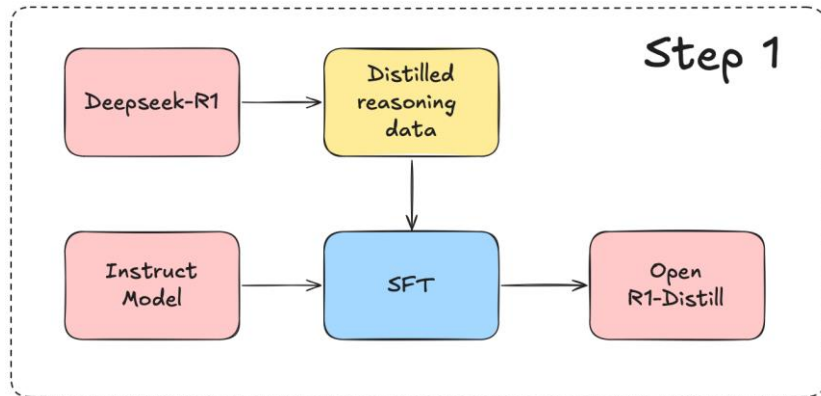 Step 1
Deepseek-R1
Distilled
reasoning
data
Instruct
Model
SFT
Open
R1-Distill